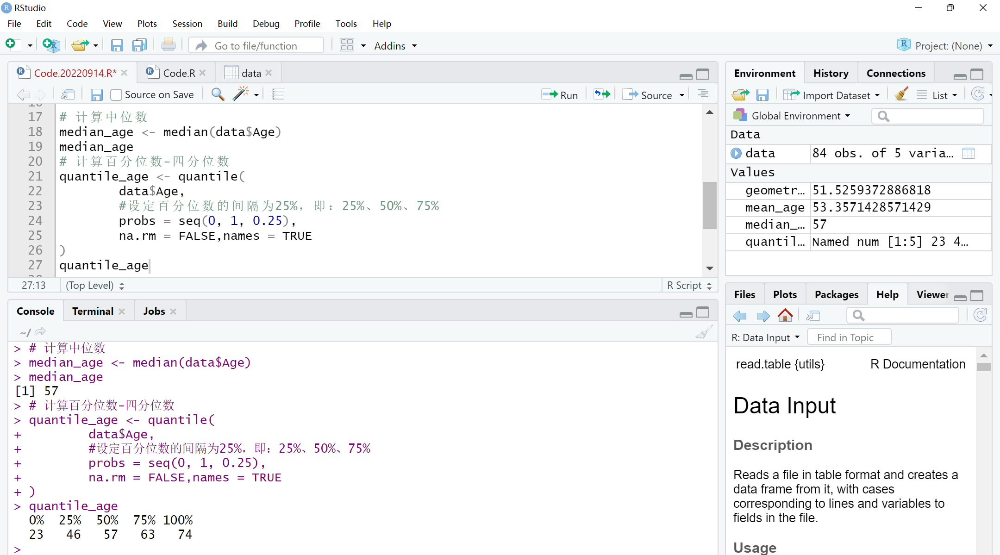 RStudio
File Edit Code View Plots Session Build Debug Profile Tools Help
Go to file/function Addins Project: (None)
Code.20220914.R* Code.R data
Source on Save Run Source
17 # 计算中位数
18 median_age <- median(data$Age)
19 median_age
20 # 计算百分位数-四分位数
21 quantile_age <- quantile(
22 data$Age,
23 #设定百分位数的间隔为25%, 即: 25%、50%、75%
24 probs = seq(0, 1, 0.25),
25 na.rm = FALSE,names = TRUE
26 )
27 quantile_age
27:13 (Top Level) R Script
Console Terminal Jobs
~/
> # 计算中位数
> median_age <- median(data$Age)
> median_age
[1] 57
> # 计算百分位数-四分位数
> quantile_age <- quantile(
+ data$Age,
+ #设定百分位数的间隔为25%, 即: 25%、50%、75%
+ probs = seq(0, 1, 0.25),
+ na.rm = FALSE,names = TRUE
+ )
> quantile_age
0% 25% 50% 75% 100%
23 46 57 63 74
>
Environment History Connections
Import Dataset List
Global Environment
Data
data 84 obs. of 5 varia…
Values
geometr… 51.5259372886818
mean_age 53.3571428571429
median_… 57
quantil… Named num [1:5] 23 4…
Files Plots Packages Help Viewer
R: Data Input Find in Topic
read.table {utils} R Documentation
Data Input
Description
Reads a file in table format and creates a
data frame from it, with cases
corresponding to lines and variables to
fields in the file.
Usage